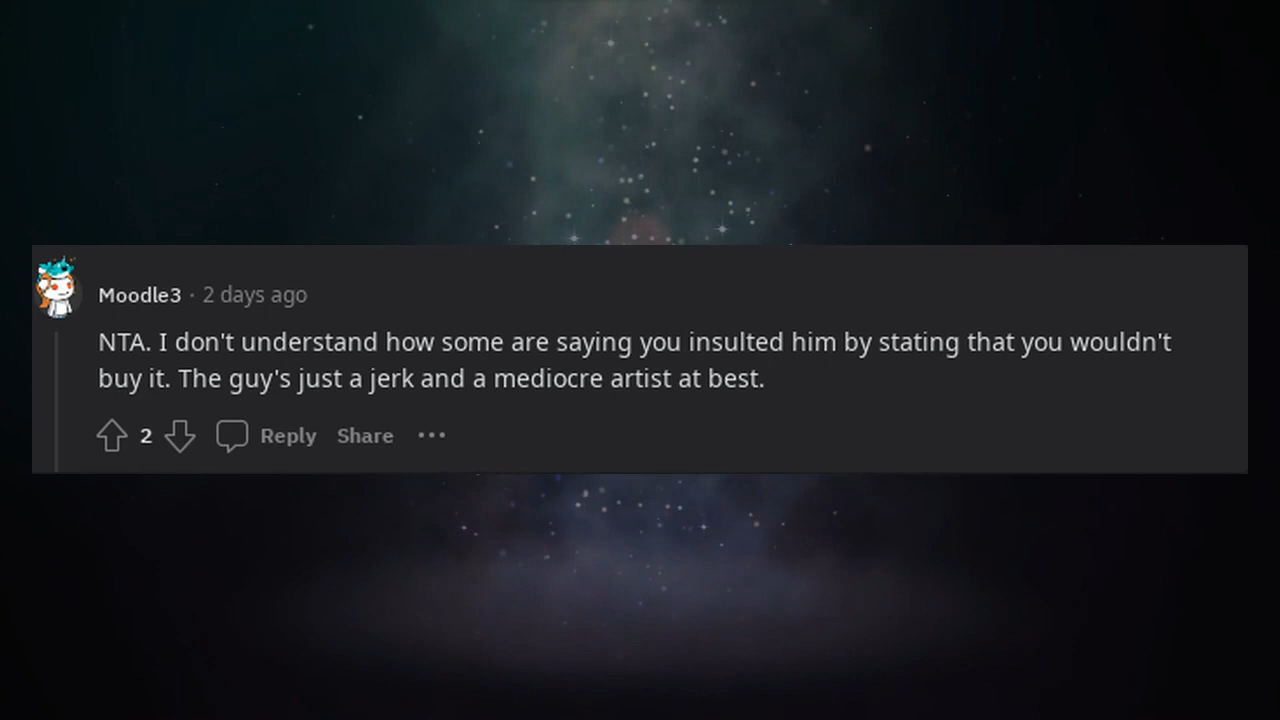 Moodle3 · 2 days ago
NTA. I don't understand how some are saying you insulted him by stating that you wouldn't
buy it. The guy's just a jerk and a mediocre artist at best.
2 Reply Share ···